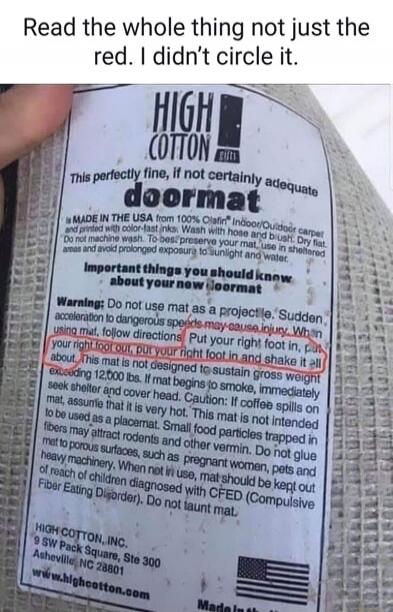 Read the whole thing not just the
red. I didn't circle it.
HIGH
COTTON
gifts
This perfectly fine, if not certainly adequate
doormat
is MADE IN THE USA from 100% Olefin® Indoor/Outdoor carpet
and printed with color-fast inks. Wash with hose and brush. Dry flat.
Do not machine wash. To best preserve your mat, use in sheltered
areas and avoid prolonged exposure to sunlight and water.
Important things you should know
about your new doormat
Warning: Do not use mat as a projectile. Sudden
acceleration to dangerous speeds may cause injury. When
using mat, follow directions: Put your right foot in, put
your right foot out, put your right foot in and shake it all
about. This mat is not designed to sustain gross weight
exceeding 12,000 lbs. If mat begins to smoke, immediately
seek shelter and cover head. Caution: If coffee spills on
mat, assume that it is very hot. This mat is not intended
to be used as a placemat. Small food particles trapped in
fibers may attract rodents and other vermin. Do not glue
mat to porous surfaces, such as pregnant women, pets and
heavy machinery. When not in use, mat should be kept out
of reach of children diagnosed with CFED (Compulsive
Fiber Eating Disorder). Do not taunt mat.
HIGH COTTON, INC.
9 SW Pack Square, Ste 300
Asheville, NC 28801
www.highcotton.com
Made in the